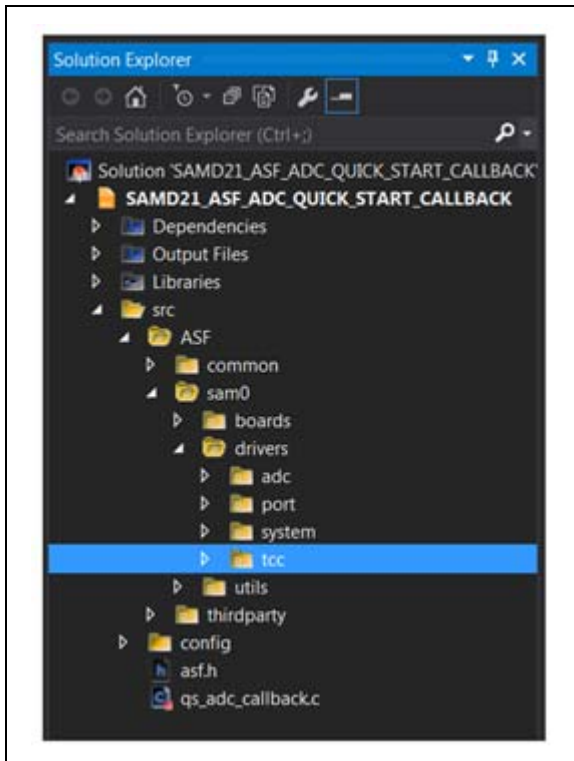 Solution Explorer
Search Solution Explorer (Ctrl+;)
Solution 'SAMD21_ASF_ADC_QUICK_START_CALLBACK'
SAMD21_ASF_ADC_QUICK_START_CALLBACK
Dependencies
Output Files
Libraries
src
ASF
common
sam0
boards
drivers
adc
port
system
tcc
utils
thirdparty
config
asf.h
qs_adc_callback.c